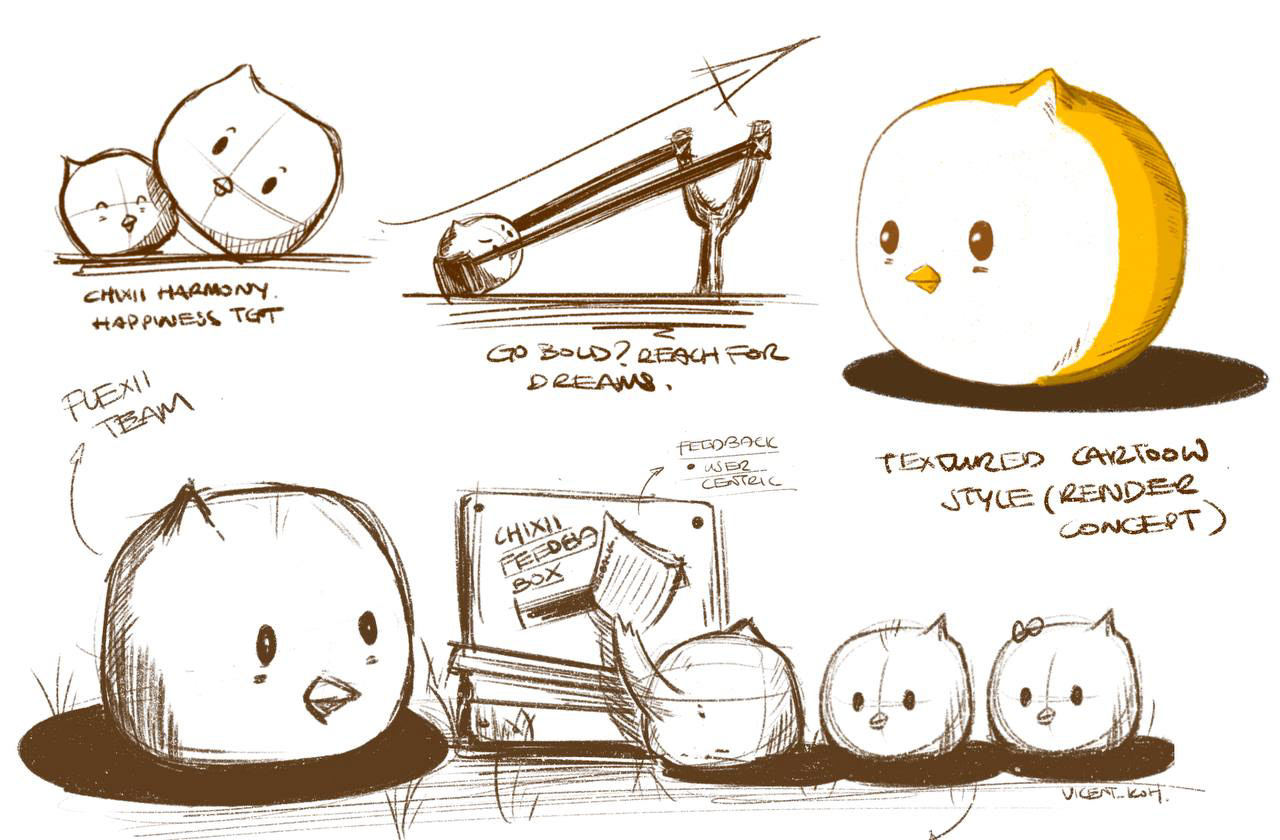 CHIXII HARMONY.
HAPPINESS TGT
GO BOLD? REACH FOR
DREAMS.
TEXTURED CARTOON
STYLE (RENDER
CONCEPT)
PLEXII
TEAM
FEEDBACK
• USER
CENTRIC
CHIXII
FEEDBA
BOX
VICENT_KOH.